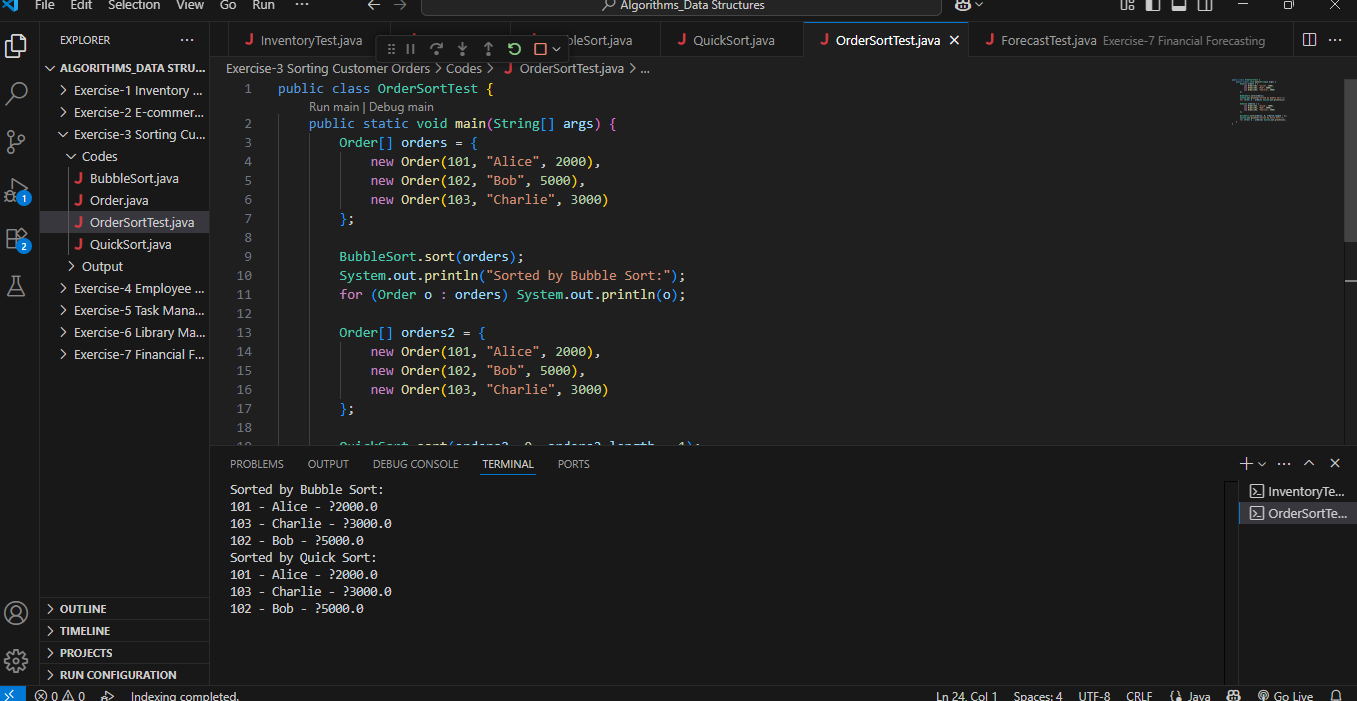 File Edit Selection View Go Run ··· Algorithms_Data Structures
EXPLORER ···
ALGORITHMS_DATA STRU...
Exercise-1 Inventory ...
Exercise-2 E-commer...
Exercise-3 Sorting Cu...
Codes
BubbleSort.java
Order.java
OrderSortTest.java
QuickSort.java
Output
Exercise-4 Employee ...
Exercise-5 Task Mana...
Exercise-6 Library Ma...
Exercise-7 Financial F...
OUTLINE
TIMELINE
PROJECTS
RUN CONFIGURATION
1
2
InventoryTest.java QuickSort.java OrderSortTest.java ForecastTest.java Exercise-7 Financial Forecasting
Exercise-3 Sorting Customer Orders > Codes > OrderSortTest.java > ...
1 public class OrderSortTest {
Run main | Debug main
2 public static void main(String[] args) {
3 Order[] orders = {
4 new Order(101, "Alice", 2000),
5 new Order(102, "Bob", 5000),
6 new Order(103, "Charlie", 3000)
7 };
8
9 BubbleSort.sort(orders);
10 System.out.println("Sorted by Bubble Sort:");
11 for (Order o : orders) System.out.println(o);
12
13 Order[] orders2 = {
14 new Order(101, "Alice", 2000),
15 new Order(102, "Bob", 5000),
16 new Order(103, "Charlie", 3000)
17 };
18
PROBLEMS OUTPUT DEBUG CONSOLE TERMINAL PORTS
Sorted by Bubble Sort:
101 - Alice - ?2000.0
103 - Charlie - ?3000.0
102 - Bob - ?5000.0
Sorted by Quick Sort:
101 - Alice - ?2000.0
103 - Charlie - ?3000.0
102 - Bob - ?5000.0
InventoryTe...
OrderSortTe...
0 0 Indexing completed. Ln 24, Col 1 Spaces: 4 UTF-8 CRLF Java Go Live